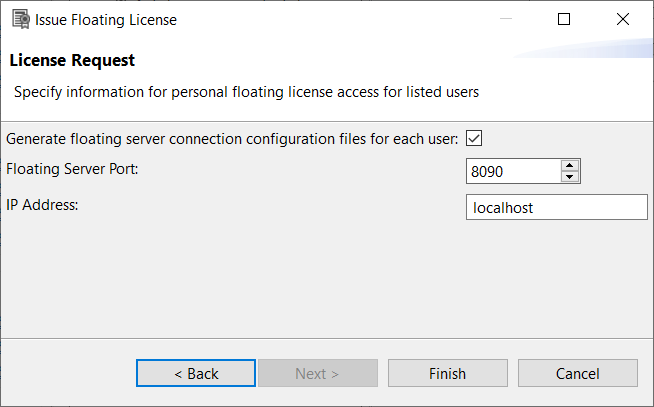 Issue Floating License
License Request
Specify information for personal floating license access for listed users
Generate floating server connection configuration files for each user:
Floating Server Port: 8090
IP Address: localhost
< Back Next > Finish Cancel